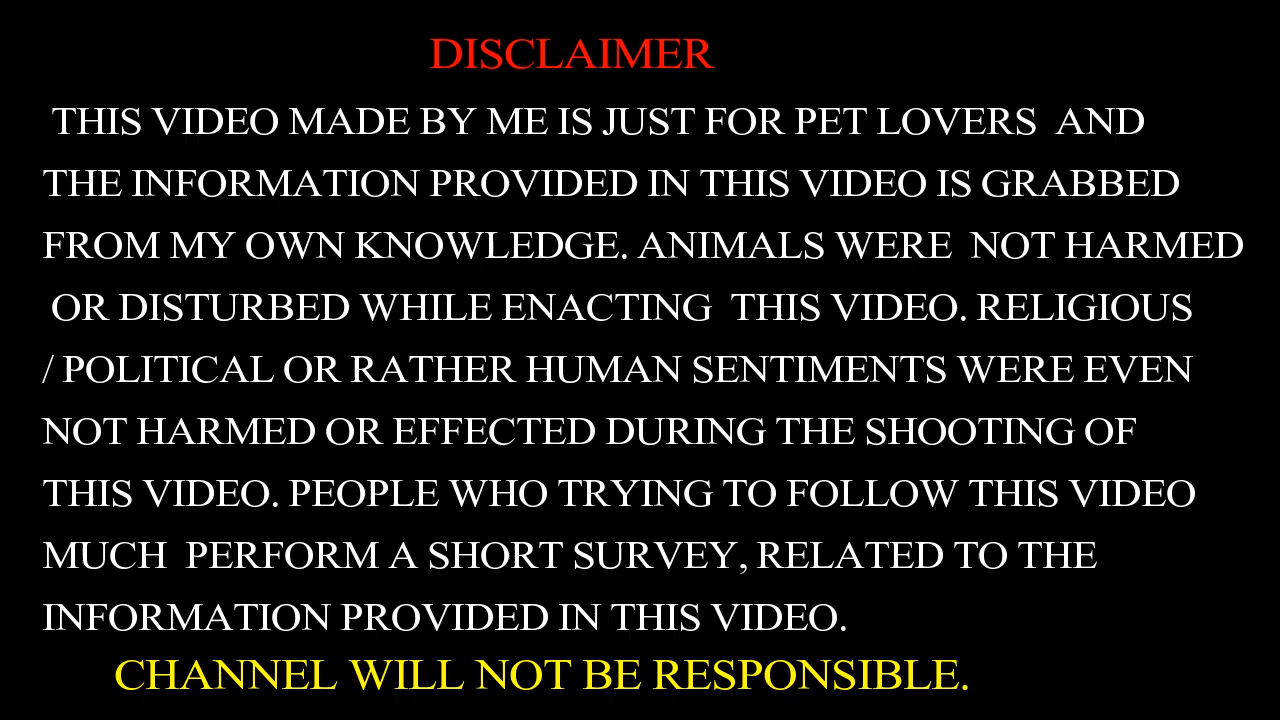 DISCLAIMER
THIS VIDEO MADE BY ME IS JUST FOR PET LOVERS AND
THE INFORMATION PROVIDED IN THIS VIDEO IS GRABBED
FROM MY OWN KNOWLEDGE. ANIMALS WERE NOT HARMED
OR DISTURBED WHILE ENACTING THIS VIDEO. RELIGIOUS
/ POLITICAL OR RATHER HUMAN SENTIMENTS WERE EVEN
NOT HARMED OR EFFECTED DURING THE SHOOTING OF
THIS VIDEO. PEOPLE WHO TRYING TO FOLLOW THIS VIDEO
MUCH PERFORM A SHORT SURVEY, RELATED TO THE
INFORMATION PROVIDED IN THIS VIDEO.
CHANNEL WILL NOT BE RESPONSIBLE.